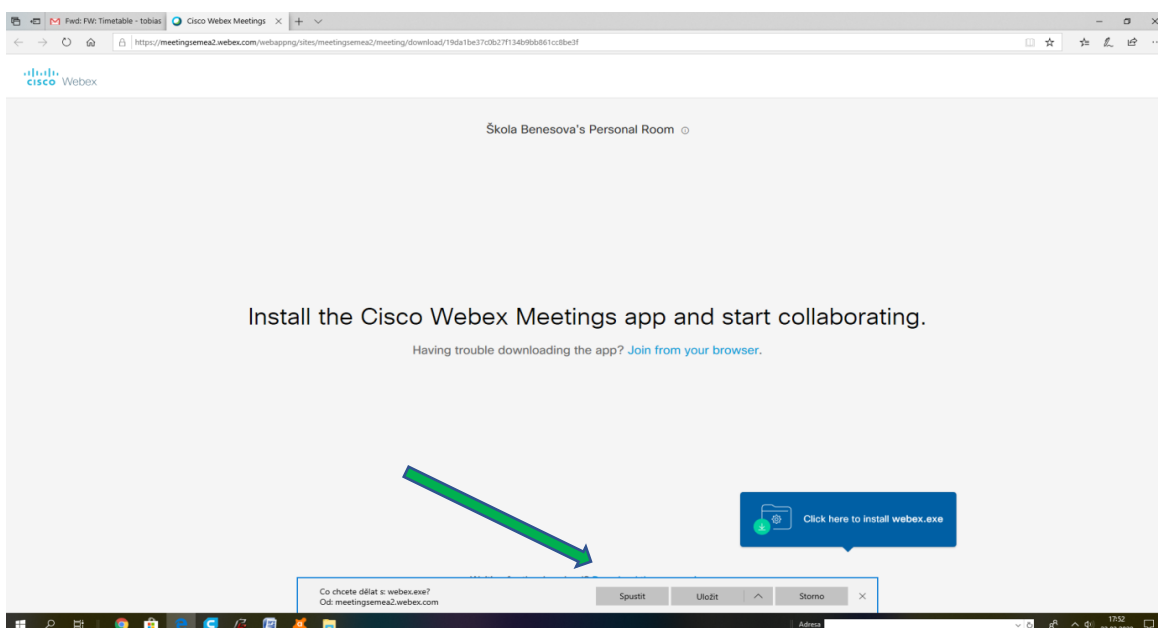 Fwd: FW: Timetable - tobias
Cisco Webex Meetings
https://meetingsemea2.webex.com/webappng/sites/meetingsemea2/meeting/download/19da1be37c0b27f134b9bb861cc8be3f
CISCO Webex
Škola Benesova's Personal Room
Install the Cisco Webex Meetings app and start collaborating.
Having trouble downloading the app? Join from your browser.
Click here to install webex.exe
Co chcete dělat s: webex.exe?
Od: meetingsemea2.webex.com
Spustit
Uložit
Storno
Adresa
17:52